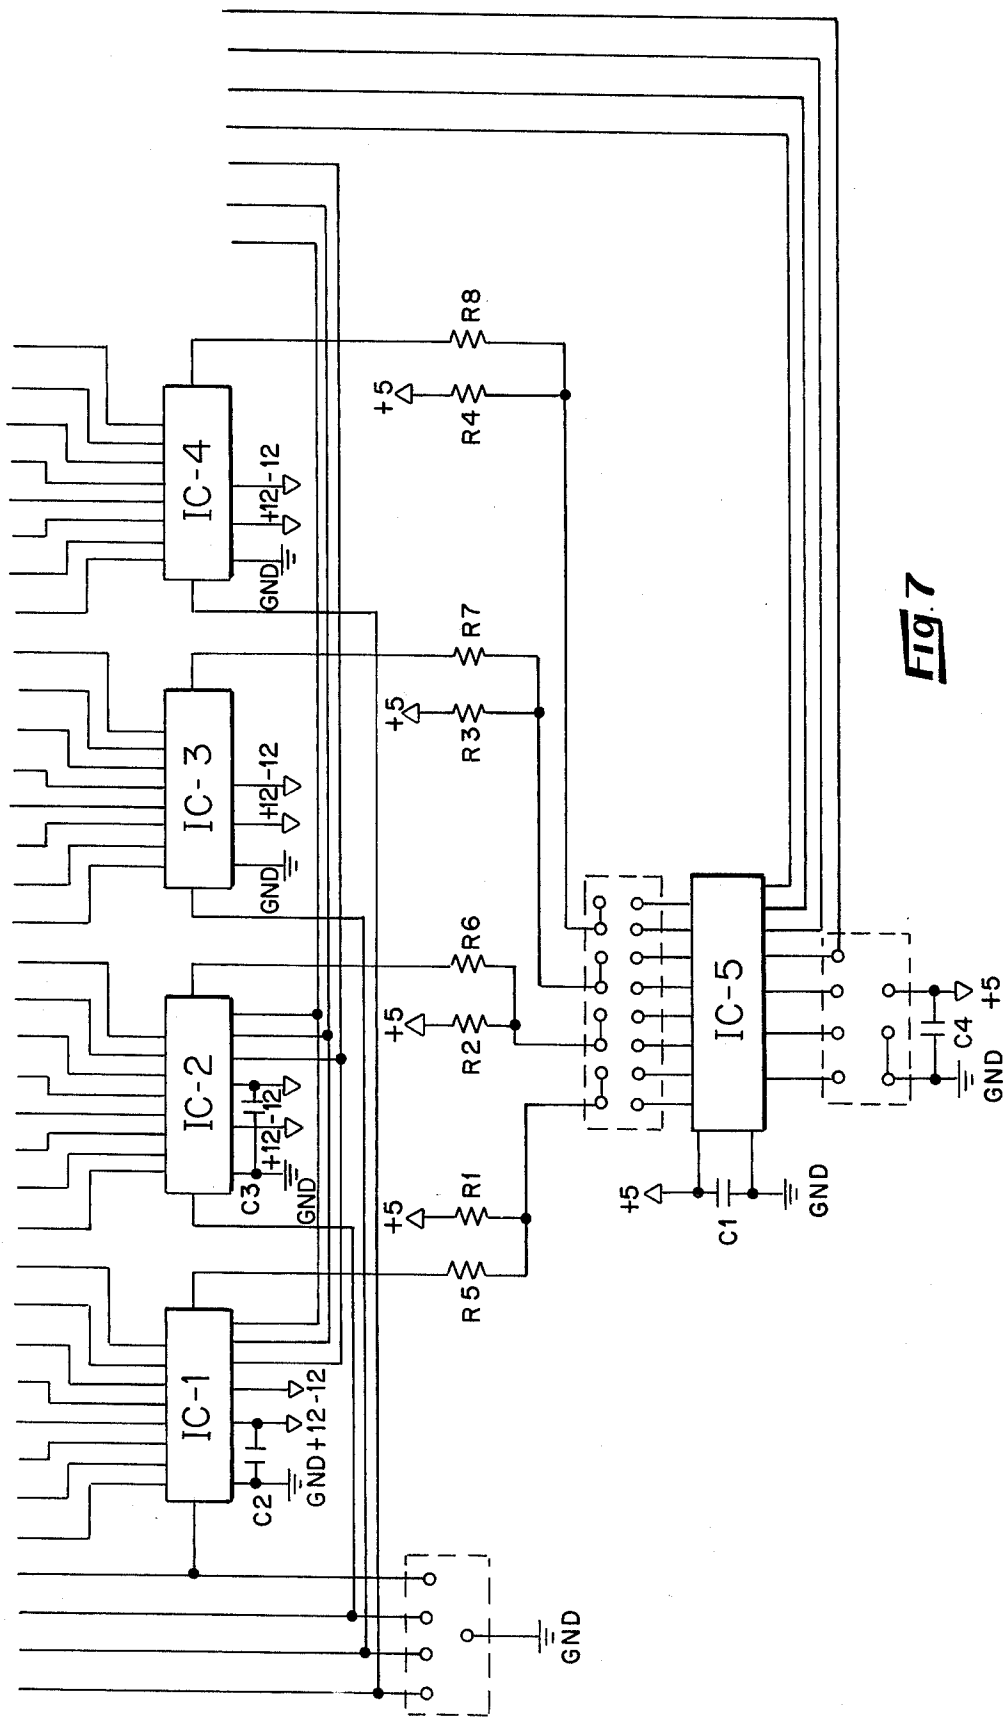 IC-1
IC-2
IC-3
IC-4
C2
GND+12-12
C3
+12-12
GND
GND
+12-12
GND
+12-12
GND
R5
+5
R1
+5
R2
R6
+5
R3
R7
+5
R4
R8
+5
C1
GND
IC-5
GND
C4
+5
Fig. 7